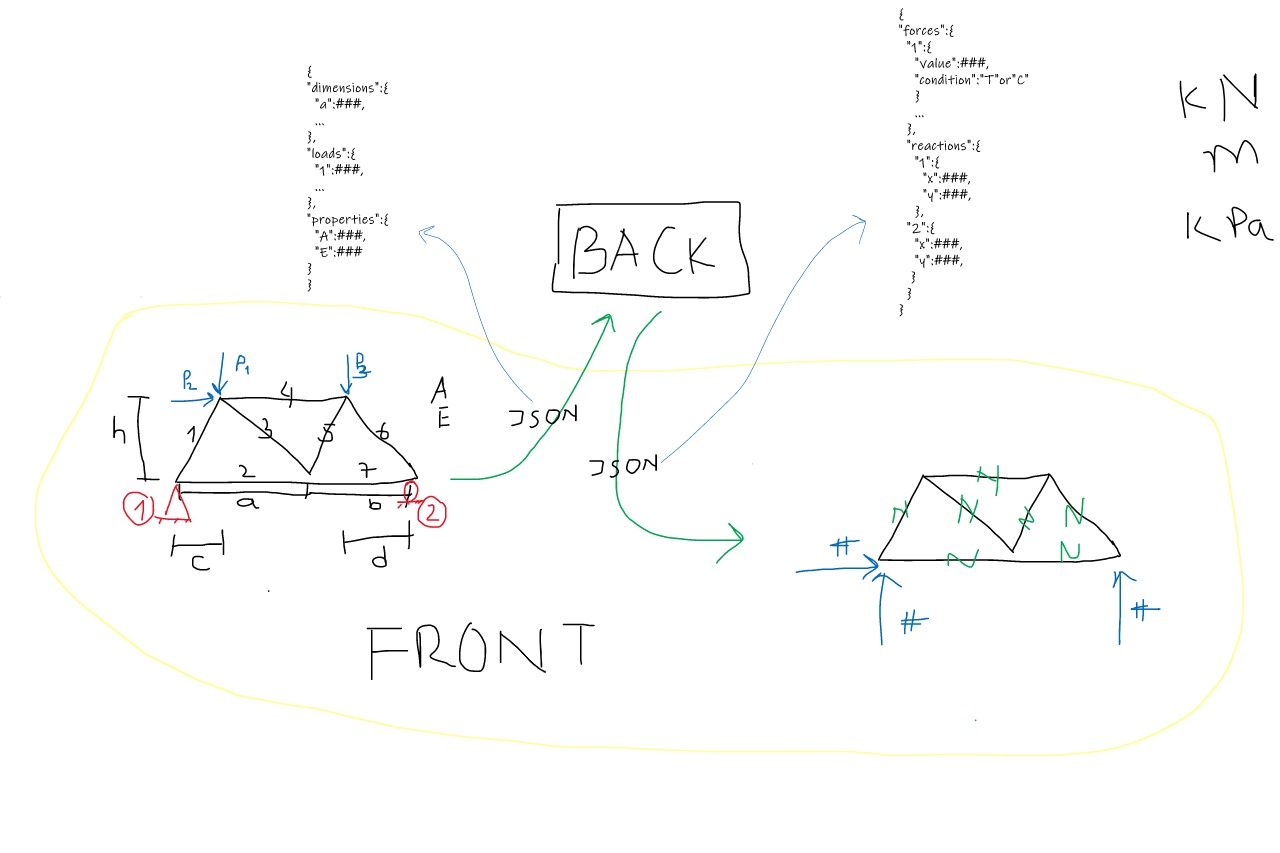 {
"dimensions":{
"a":###,
...
},
"loads":{
"1":###,
...
},
"properties":{
"A":###,
"E":###
}
}
{
"forces":{
"1":{
"value":###,
"condition":"T"or"C"
}
...
},
"reactions":{
"1":{
"x":###,
"y":###,
},
"2":{
"x":###,
"y":###,
}
}
}
KN
m
KPa
BACK
P1
P2
P3
4
A
E
h
1
3
5
6
2
7
a
b
1
2
c
d
JSON
JSON
N
N
N
N
N
N
N
#
#
#
FRONT